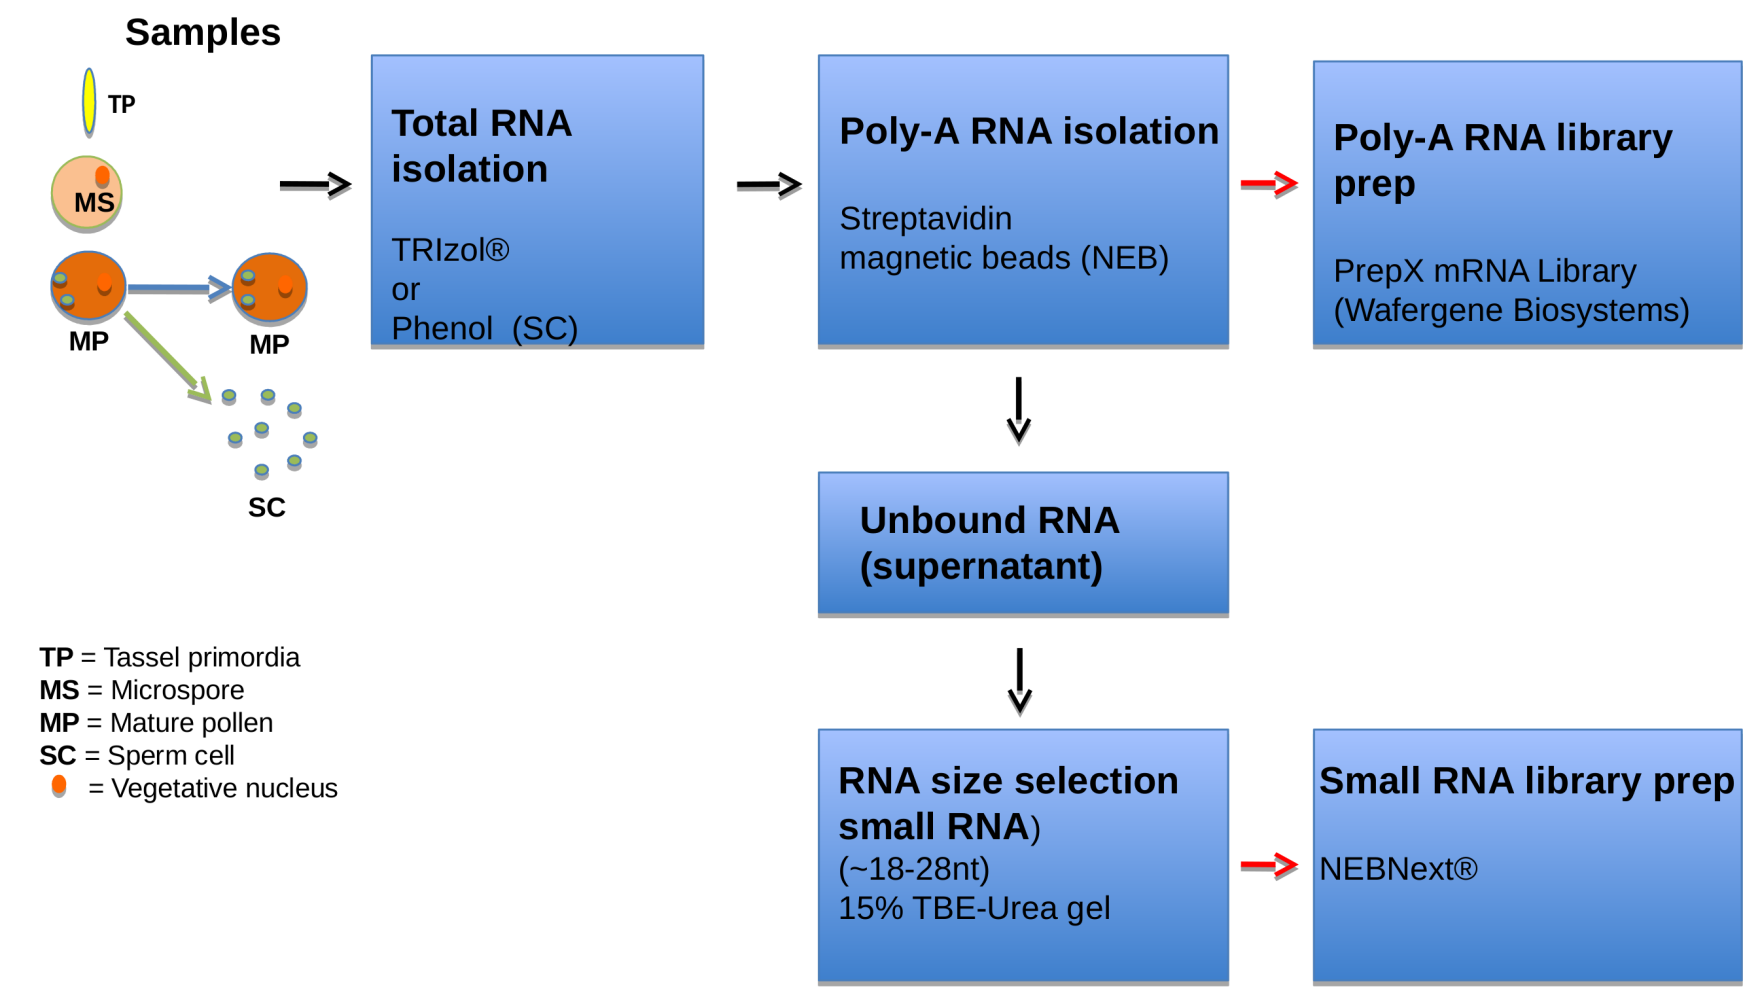 Samples
TP
MS
MP
MP
SC
Total RNA
isolation
TRIzol®
or
Phenol  (SC)
Poly-A RNA isolation
Streptavidin
magnetic beads (NEB)
Poly-A RNA library
prep
PrepX mRNA Library
(Wafergene Biosystems)
Unbound RNA
(supernatant)
RNA size selection
small RNA)
(~18-28nt)
15% TBE-Urea gel
Small RNA library prep
NEBNext®
TP = Tassel primordia
MS = Microspore
MP = Mature pollen
SC = Sperm cell
= Vegetative nucleus